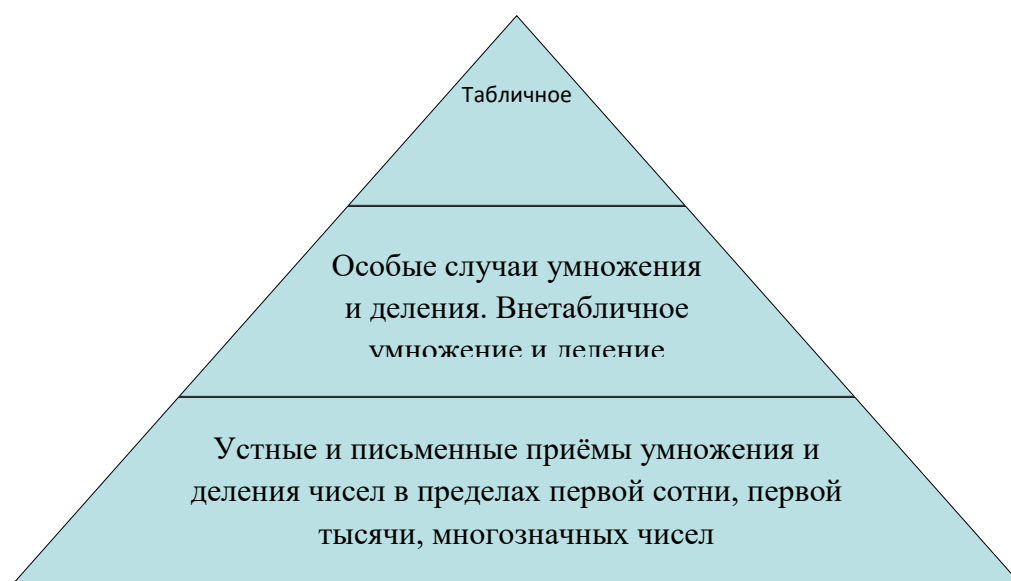 Табличное
Особые случаи умножения
и деления. Внетабличное
умножение и деление
Устные и письменные приёмы умножения и
деления чисел в пределах первой сотни, первой
тысячи, многозначных чисел